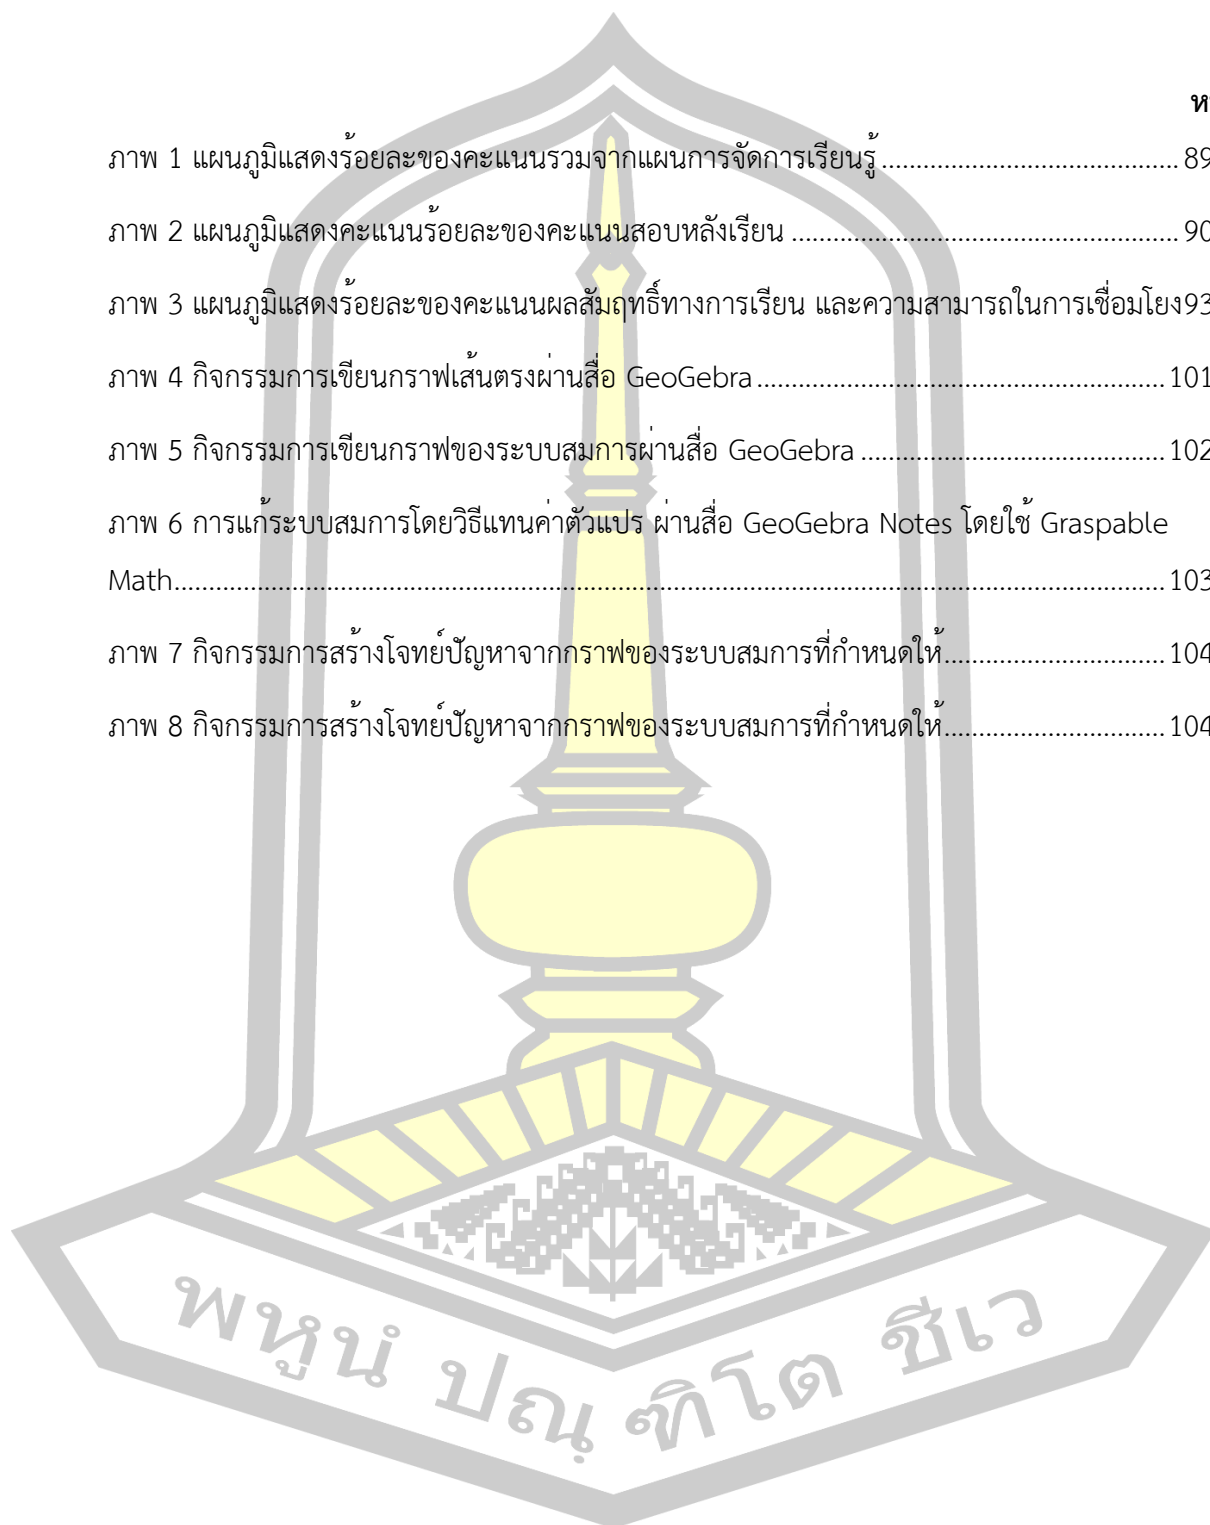 ภาพ 1 แผนภูมิแสดงร้อยละของคะแนนรวมจากแผนการจัดการเรียนรู้ .................................. 89
ภาพ 2 แผนภูมิแสดงคะแนนร้อยละของคะแนนสอบหลังเรียน ............................................ 90
ภาพ 3 แผนภูมิแสดงร้อยละของคะแนนผลสัมฤทธิ์ทางการเรียน และความสามารถในการเชื่อมโยง93
ภาพ 4 กิจกรรมการเขียนกราฟเส้นตรงผ่านสื่อ GeoGebra .............................................. 101
ภาพ 5 กิจกรรมการเขียนกราฟของระบบสมการผ่านสื่อ GeoGebra ................................... 102
ภาพ 6 การแก้ระบบสมการโดยวิธีแทนค่าตัวแปร ผ่านสื่อ GeoGebra Notes โดยใช้ Graspable
Math................................................................................................................. 103
ภาพ 7 กิจกรรมการสร้างโจทย์ปัญหาจากกราฟของระบบสมการที่กำหนดให้......................... 104
ภาพ 8 กิจกรรมการสร้างโจทย์ปัญหาจากกราฟของระบบสมการที่กำหนดให้......................... 104
พหูนํ ปณฺฑิโต ชีเว